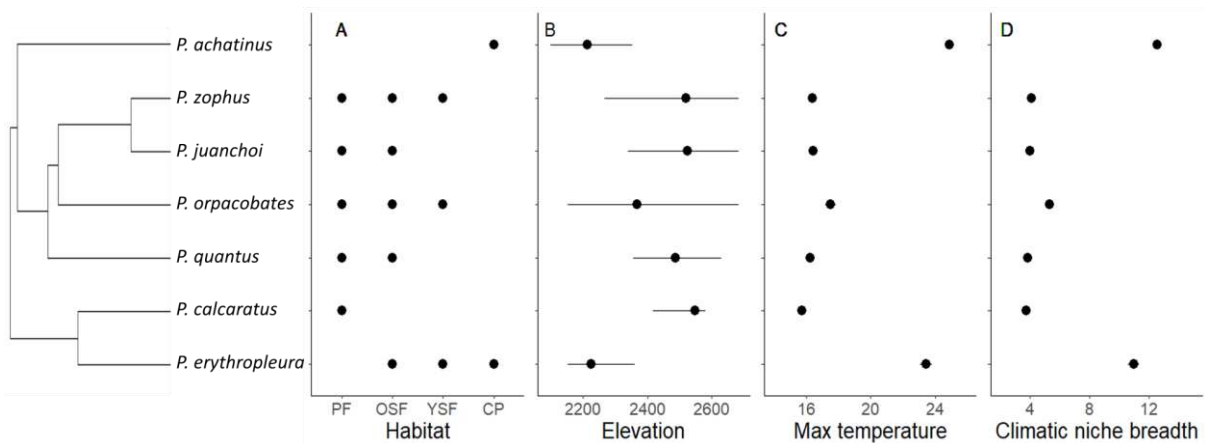 A
B
C
D
P. achatinus
P. zophus
P. juanchoi
P. orpacobates
P. quantus
P. calcaratus
P. erythropleura
PF OSF YSF CP
2200 2400 2600
16 20 24
4 8 12
Habitat
Elevation
Max temperature
Climatic niche breadth